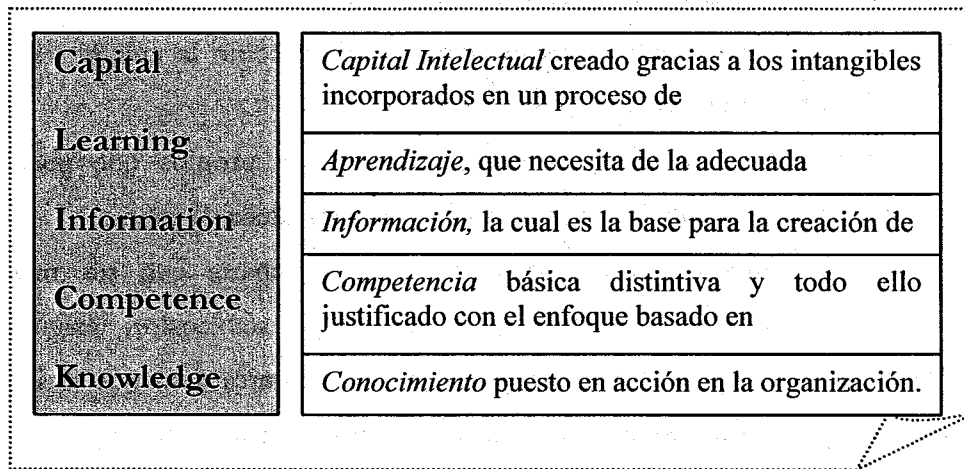 Capital
Capital Intelectual creado gracias a los intangibles
incorporados en un proceso de
Learning
Aprendizaje, que necesita de la adecuada
Information
Información, la cual es la base para la creación de
Competence
Competencia básica distintiva y todo ello
justificado con el enfoque basado en
Knowledge
Conocimiento puesto en acción en la organización.